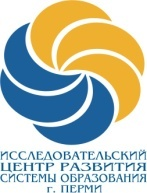 ИССЛЕДОВАТЕЛЬСКИЙ
ЦЕНТР РАЗВИТИЯ
СИСТЕМЫ ОБРАЗОВАНИЯ
г. ПЕРМИ